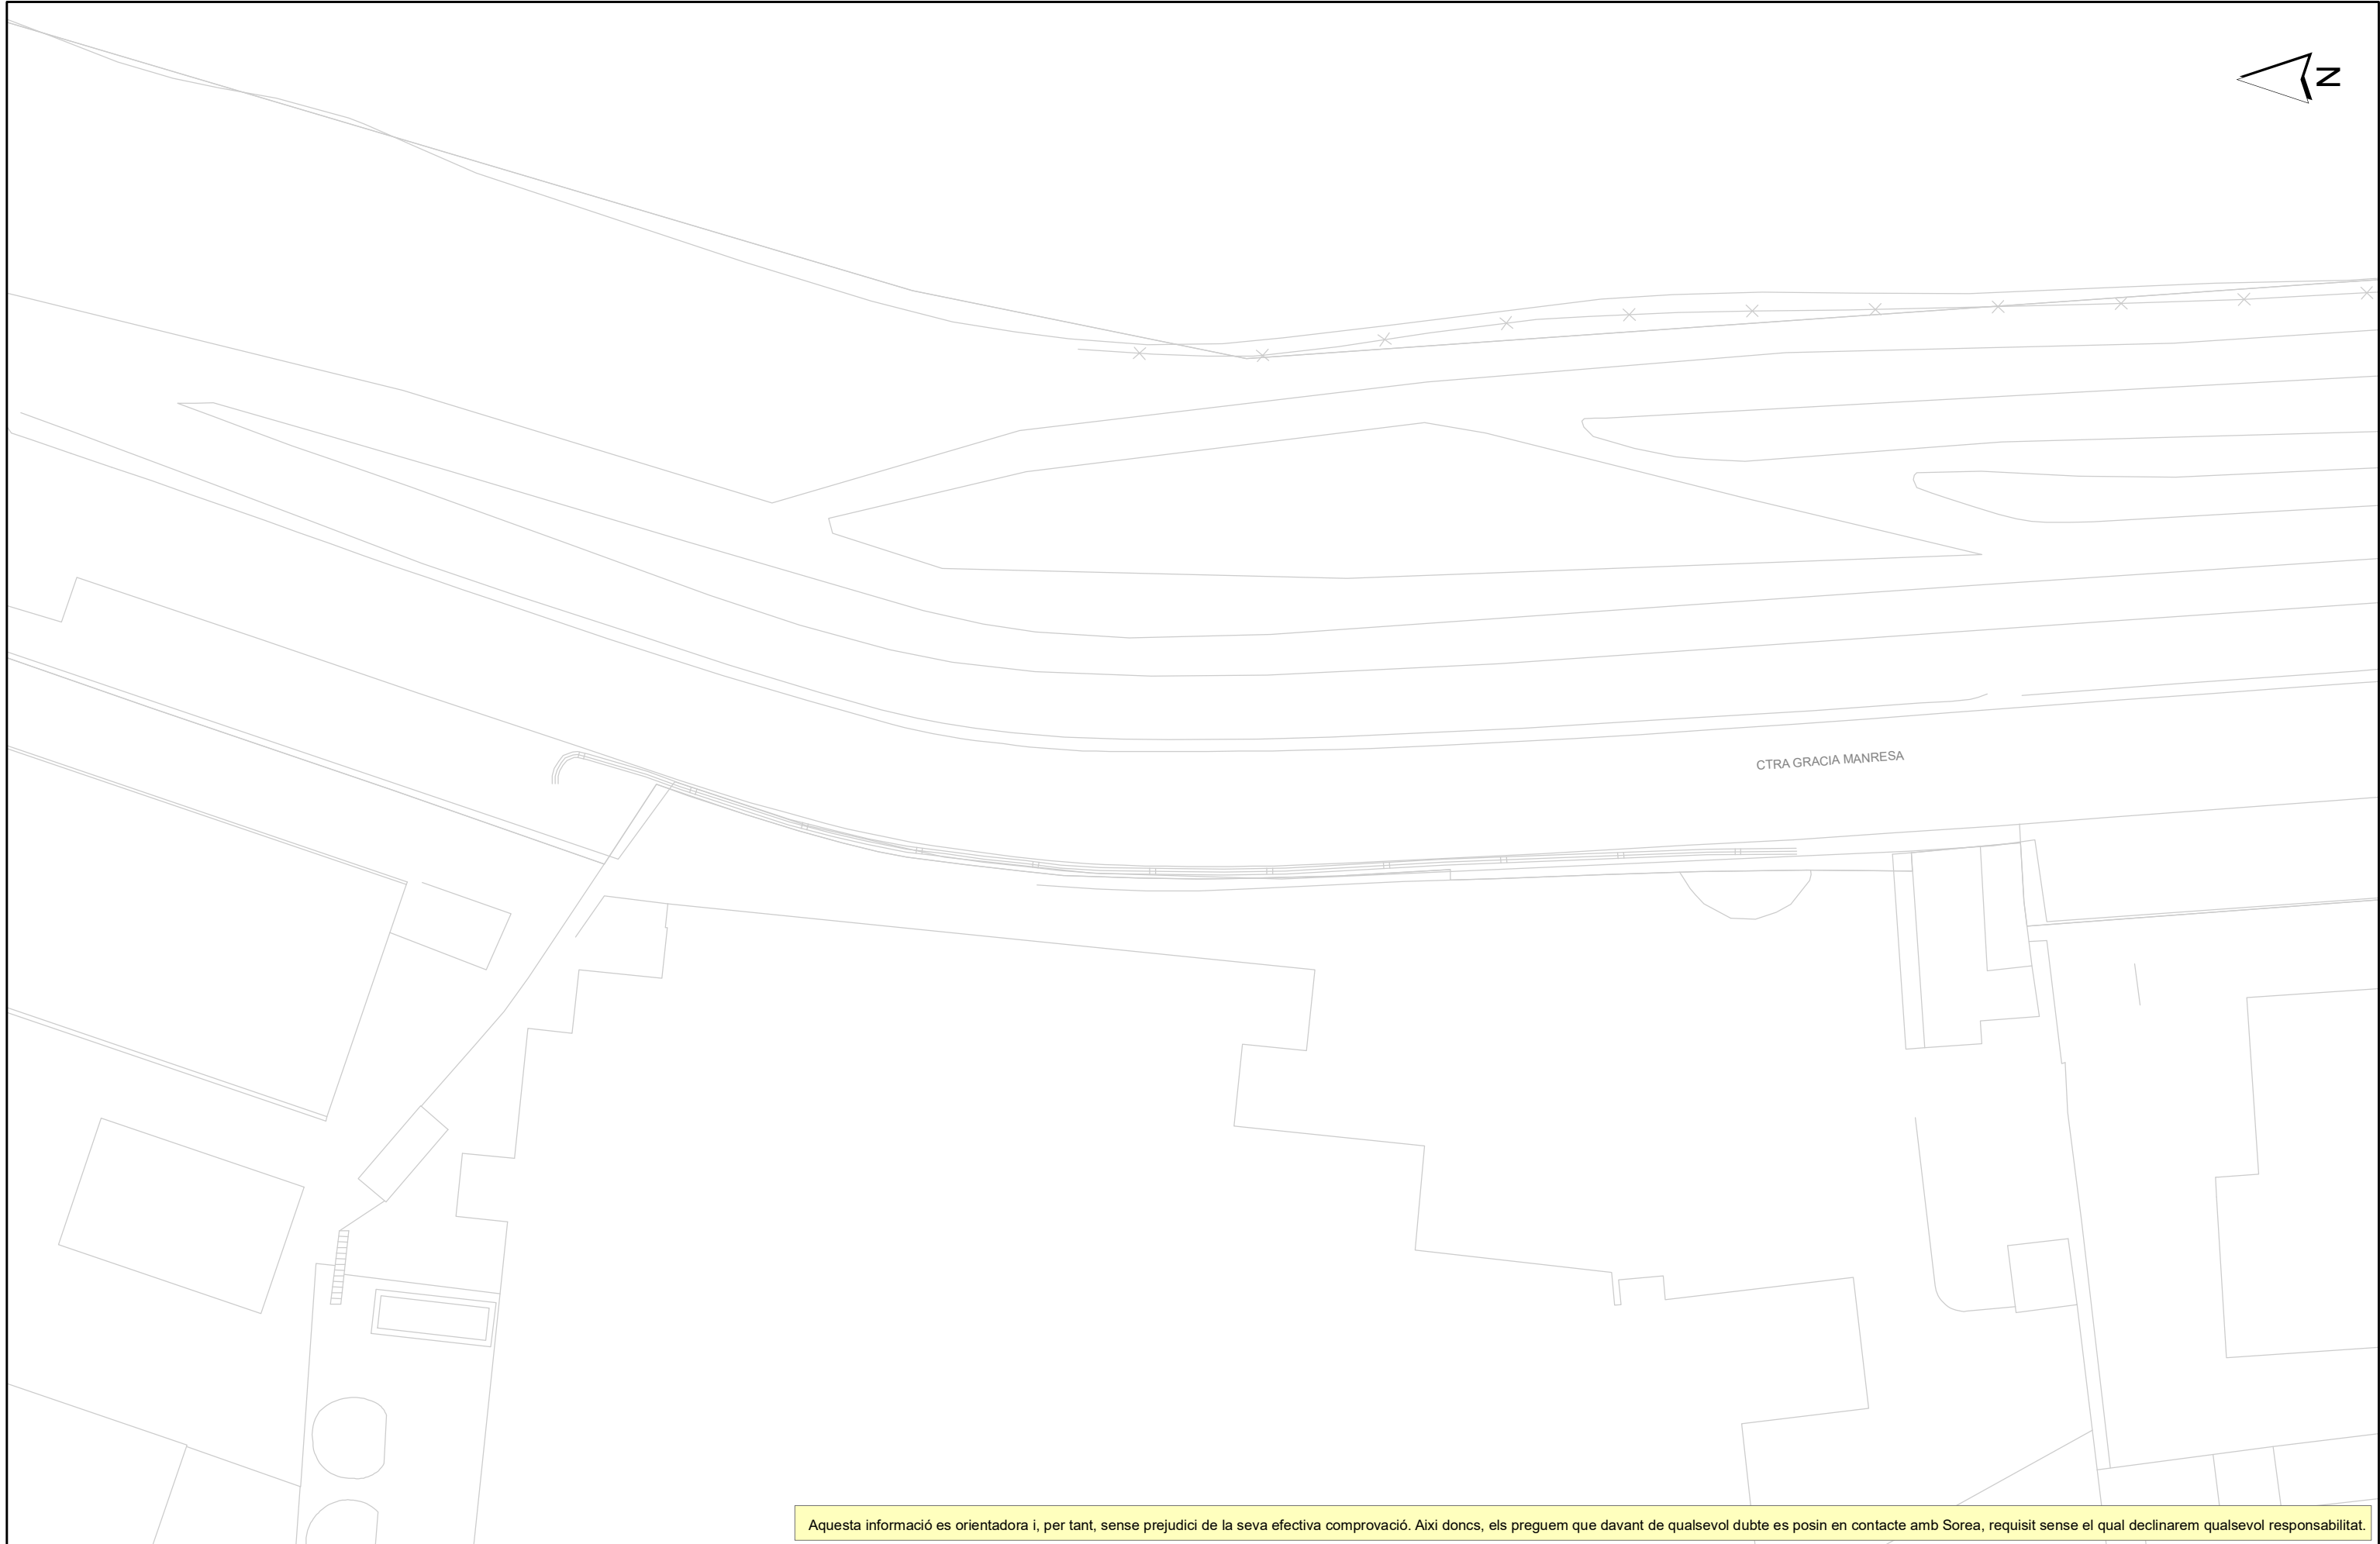 N
CTRA GRACIA MANRESA
Aquesta informació es orientadora i, per tant, sense prejudici de la seva efectiva comprovació. Aixi doncs, els preguem que davant de qualsevol dubte es posin en contacte amb Sorea, requisit sense el qual declinarem qualsevol responsabilitat.